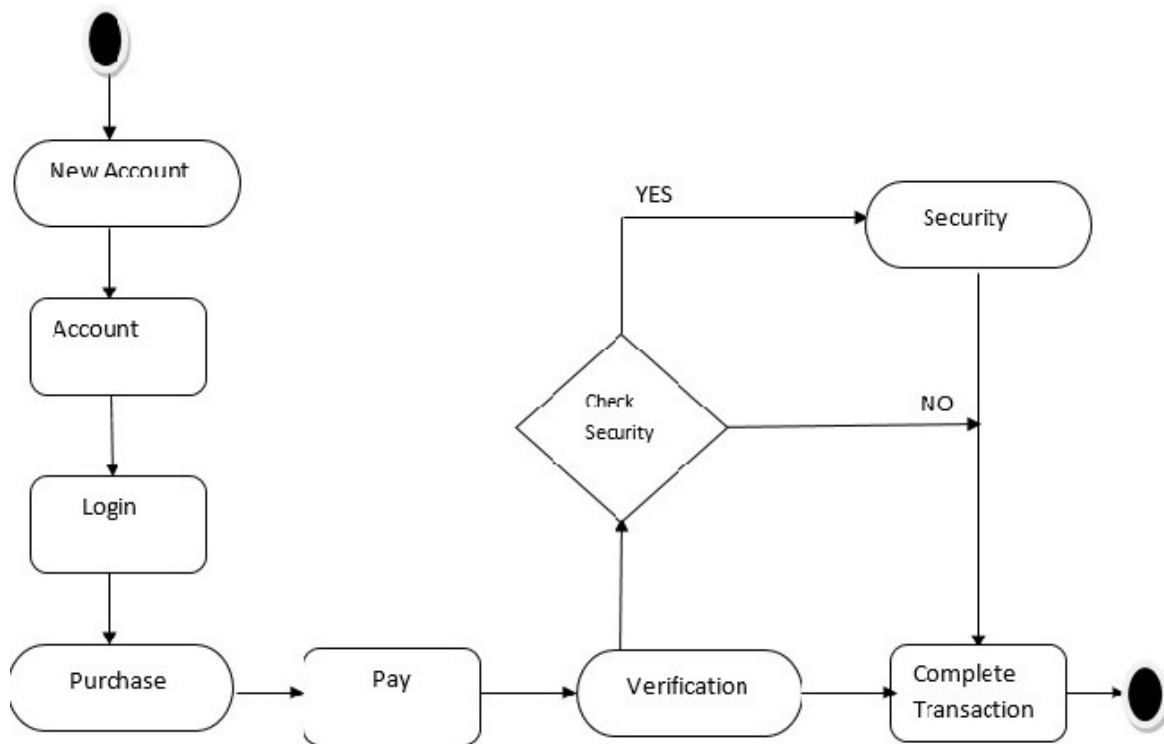 New Account
Account
Login
Purchase
Pay
Verification
Check
Security
YES
Security
NO
Complete
Transaction